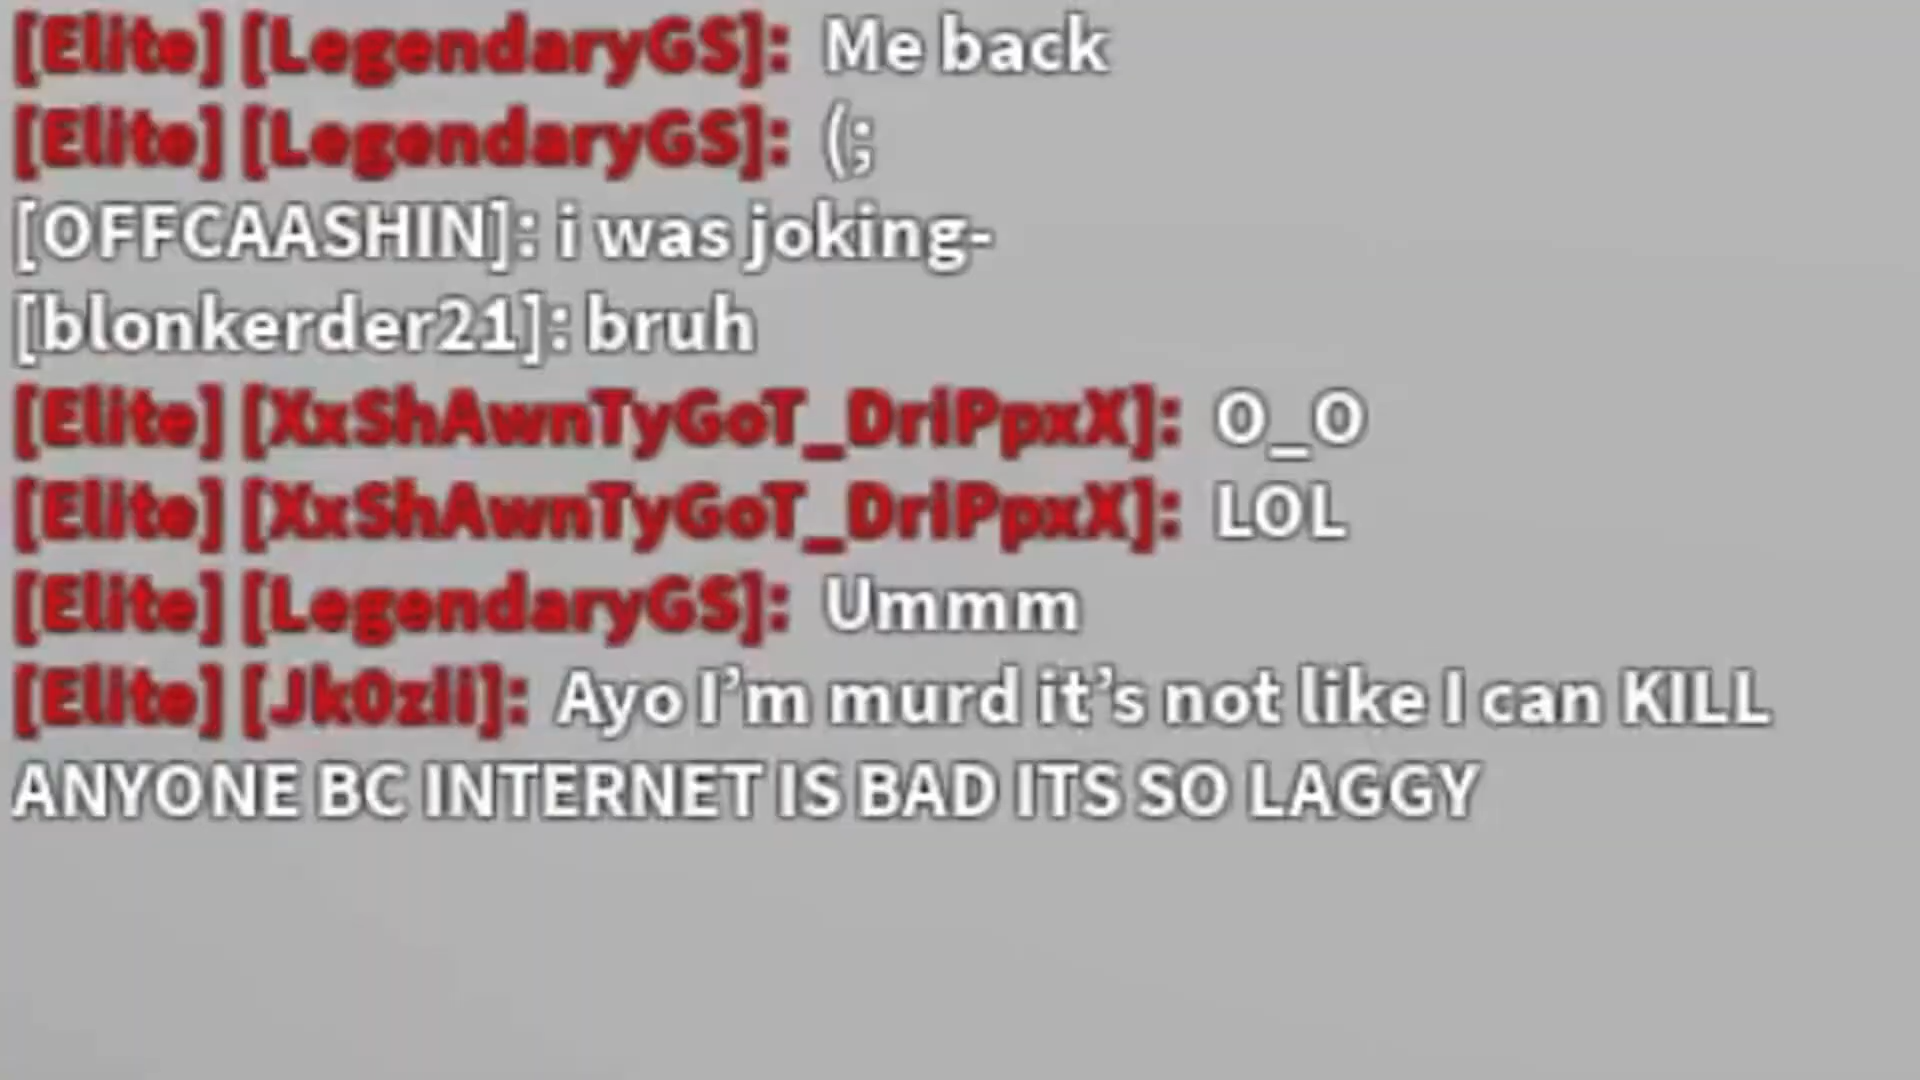 [Elite] [LegendaryGS]: Me back
[Elite] [LegendaryGS]: (;
[OFFCAASHIN]: i was joking-
[blonkerder21]: bruh
[Elite] [XxShAwnTyGoT_DriPpxX]: O_O
[Elite] [XxShAwnTyGoT_DriPpxX]: LOL
[Elite] [LegendaryGS]: Ummm
[Elite] [Jk0zii]: Ayo I’m murd it’s not like I can KILL
ANYONE BC INTERNET IS BAD ITS SO LAGGY